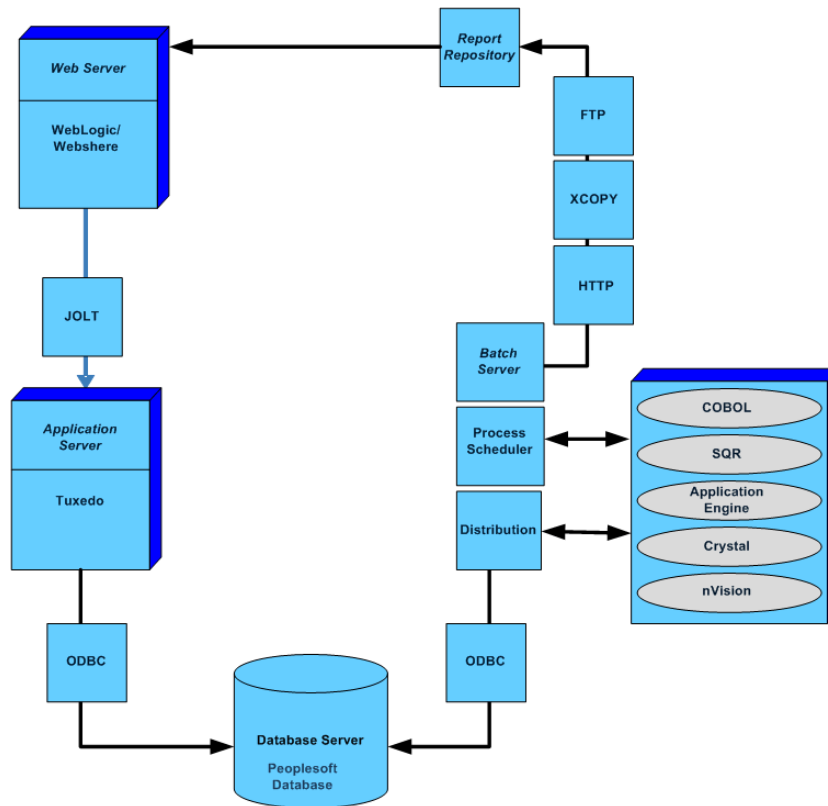 Web Server
WebLogic/
Webshere
Report
Repository
FTP
XCOPY
HTTP
JOLT
Batch
Server
Process
Scheduler
Distribution
COBOL
SQR
Application
Engine
Crystal
nVision
Application
Server
Tuxedo
ODBC
ODBC
Database Server
Peoplesoft
Database